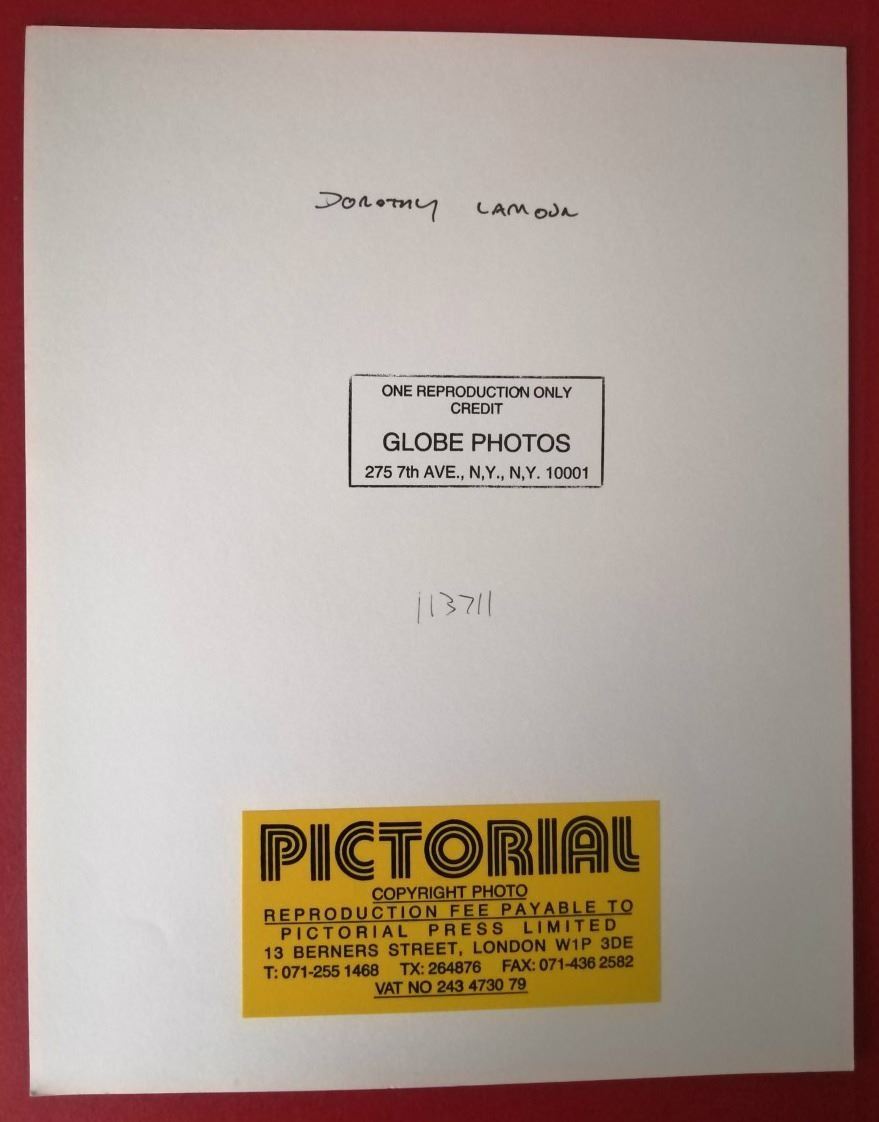 DOROTHY LAMOUR
ONE REPRODUCTION ONLY
CREDIT
GLOBE PHOTOS
275 7th AVE., N,Y., N,Y. 10001
113711
PICTORIAL
COPYRIGHT PHOTO
REPRODUCTION FEE PAYABLE TO
PICTORIAL PRESS LIMITED
13 BERNERS STREET, LONDON W1P 3DE
T: 071-255 1468 TX: 264876 FAX: 071-436 2582
VAT NO 243 4730 79